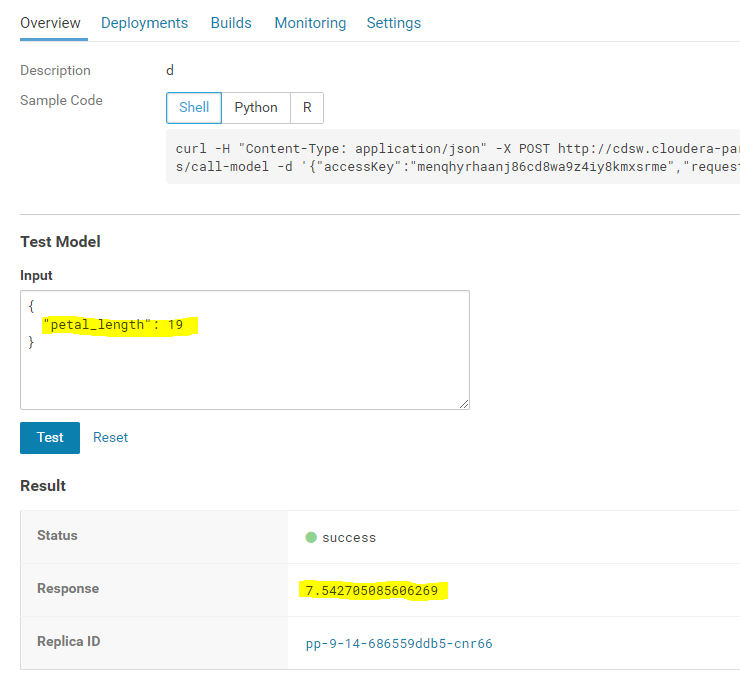 Overview Deployments Builds Monitoring Settings
Description d
Sample Code
Shell Python R
curl -H "Content-Type: application/json" -X POST http://cdsw.cloudera-par
s/call-model -d '{"accessKey":"menqhyrhaanj86cd8wa9z4iy8kmxsrme","request
Test Model
Input
{
"petal_length": 19
}
Test Reset
Result
Status success
Response 7.542705085606269
Replica ID pp-9-14-686559ddb5-cnr66